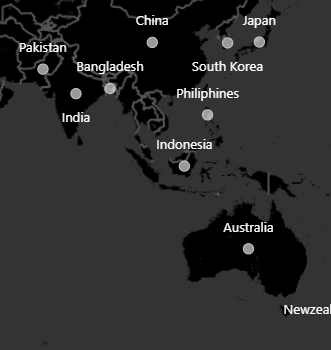 China
Japan
Pakistan
Bangladesh
South Korea
Philiphines
India
Indonesia
Australia
Newzeal